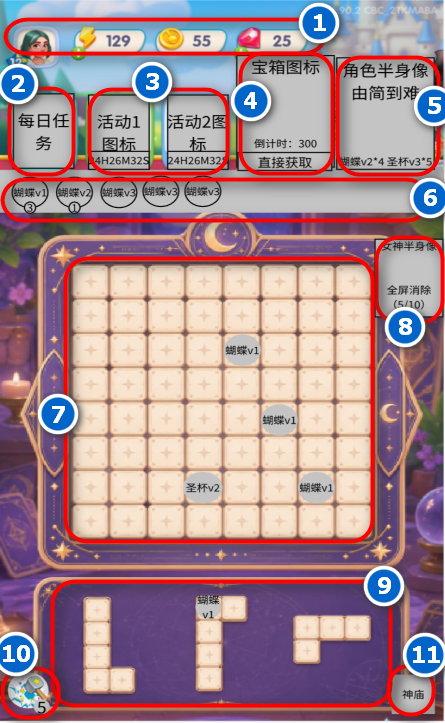 90.2 CBC_2TKMABA
1
129
55
25
2
每日任
务
3
活动1
图标
24H26M32S
活动2图
标
24H26M32S
4
宝箱图标
倒计时：300
直接获取
5
角色半身像
由简到难
蝴蝶v2*4 圣杯v3*5
6
蝴蝶v1
③
蝴蝶v2
①
蝴蝶v3
蝴蝶v3
蝴蝶v3
女神半身像
全屏消除
（5/10）
8
7
蝴蝶v1
蝴蝶v1
圣杯v2
蝴蝶v1
9
蝴蝶
v1
10
5
11
神庙